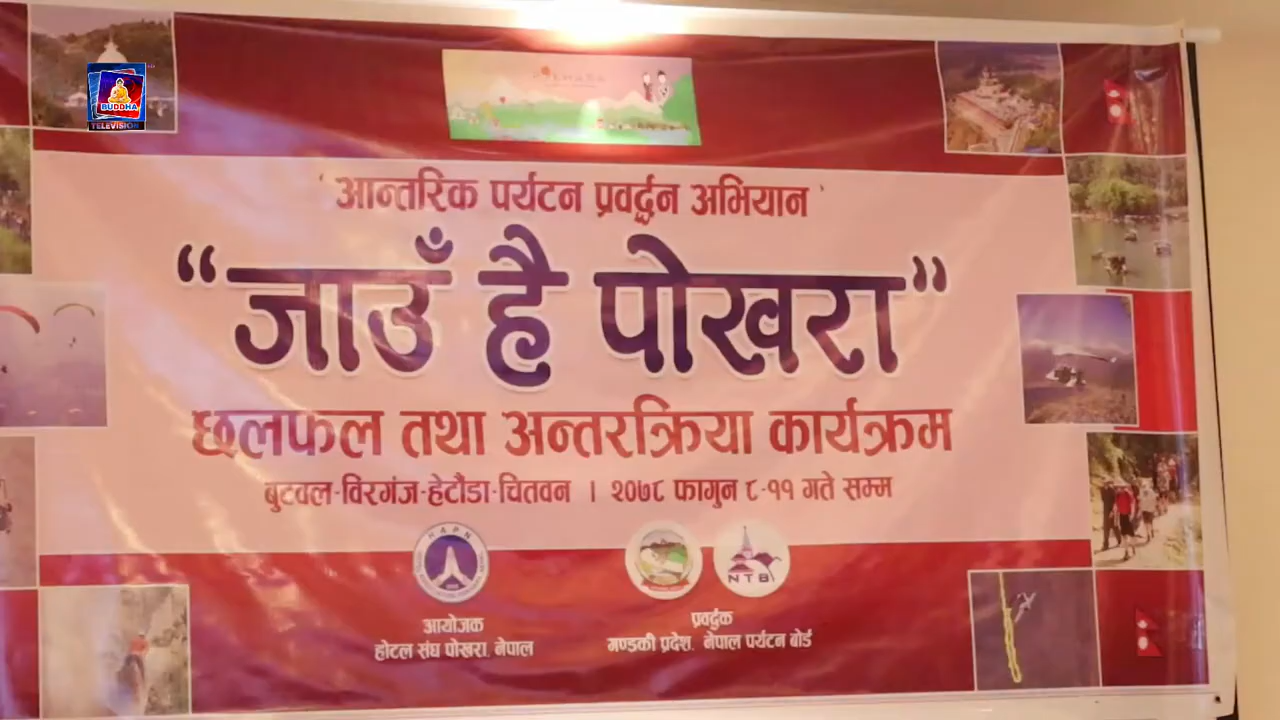 BUDDHA
TELEVISION
POKHARA
' आन्तरिक पर्यटन प्रवर्द्धन अभियान '
“जाउँ है पोखरा”
छलफल तथा अन्तरक्रिया कार्यक्रम
बुटवल-विरगंज-हेटौडा-चितवन । २०७८ फागुन ८-११ गते सम्म
H A P N
NTB
आयोजक
होटल संघ पोखरा, नेपाल
प्रवर्द्धक
गण्डकी प्रदेश, नेपाल पर्यटन बोर्ड